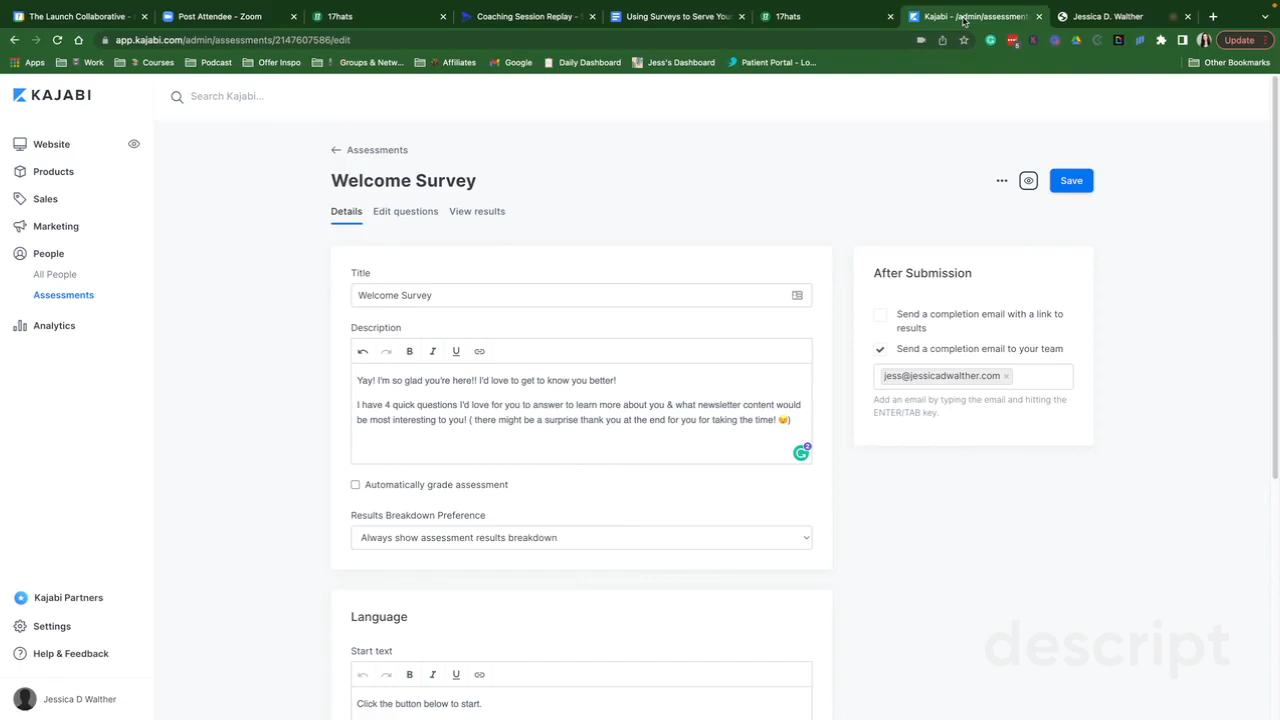 The Launch Collaborative -
Post Attendee - Zoom
17hats
Coaching Session Replay -
Using Surveys to Serve Your
17hats
Kajabi - /admin/assessment
Jessica D. Walther
app.kajabi.com/admin/assessments/2147607586/edit
Update
Apps
Work
Courses
Podcast
Offer Inspo
Groups & Netw...
Affiliates
Google
Daily Dashboard
Jess's Dashboard
Patient Portal - Lo...
Other Bookmarks
KAJABI
Search Kajabi...
Website
Products
Sales
Marketing
People
All People
Assessments
Analytics
Kajabi Partners
Settings
Help & Feedback
Jessica D Walther
Assessments
Welcome Survey
Save
Details
Edit questions
View results
Title
Welcome Survey
Description
B I U
Yay! I'm so glad you're here!! I'd love to get to know you better!
I have 4 quick questions I'd love for you to answer to learn more about you & what newsletter content would
be most interesting to you! ( there might be a surprise thank you at the end for you for taking the time! 😉)
2
Automatically grade assessment
Results Breakdown Preference
Always show assessment results breakdown
Language
Start text
B I U
Click the button below to start.
After Submission
Send a completion email with a link to
results
Send a completion email to your team
jess@jessicadwalther.com ×
Add an email by typing the email and hitting the
ENTER/TAB key.
descript